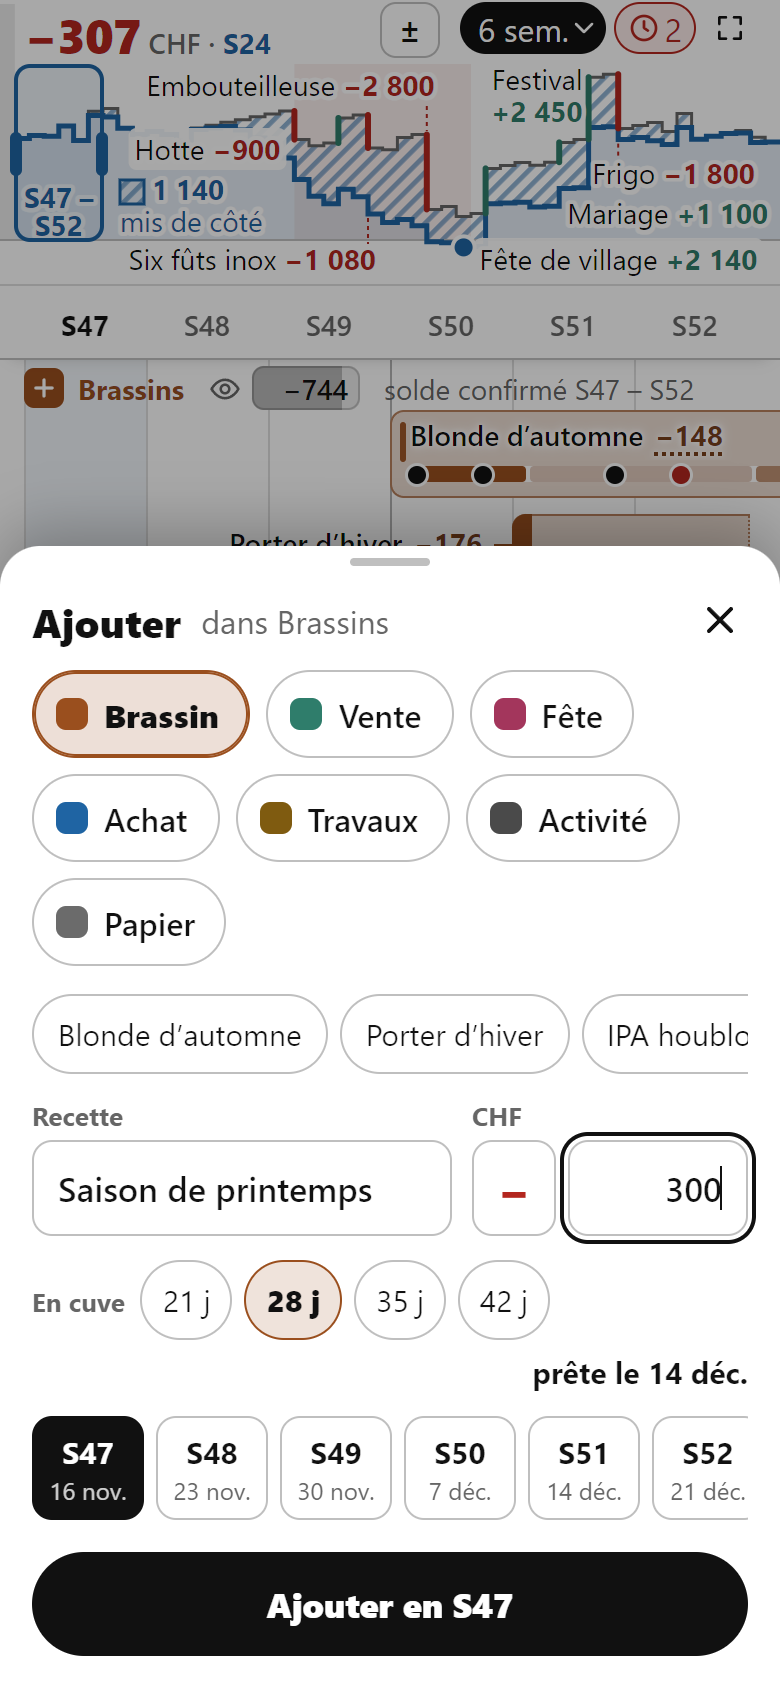 −307 CHF · S24
±
6 sem.
2
Embouteilleuse −2 800
Festival
+2 450
Hotte −900
S47 –
S52
1 140
mis de côté
Frigo −1 800
Mariage +1 100
Six fûts inox −1 080
Fête de village +2 140
S47 S48 S49 S50 S51 S52
Brassins −744 solde confirmé S47 – S52
Blonde d’automne −148
Porter d’hiver −176
Ajouter dans Brassins
Brassin Vente Fête
Achat Travaux Activité
Papier
Blonde d’automne Porter d’hiver IPA houblo
Recette CHF
Saison de printemps − 300
En cuve 21 j 28 j 35 j 42 j
prête le 14 déc.
S47 S48 S49 S50 S51 S52
16 nov. 23 nov. 30 nov. 7 déc. 14 déc. 21 déc.
Ajouter en S47